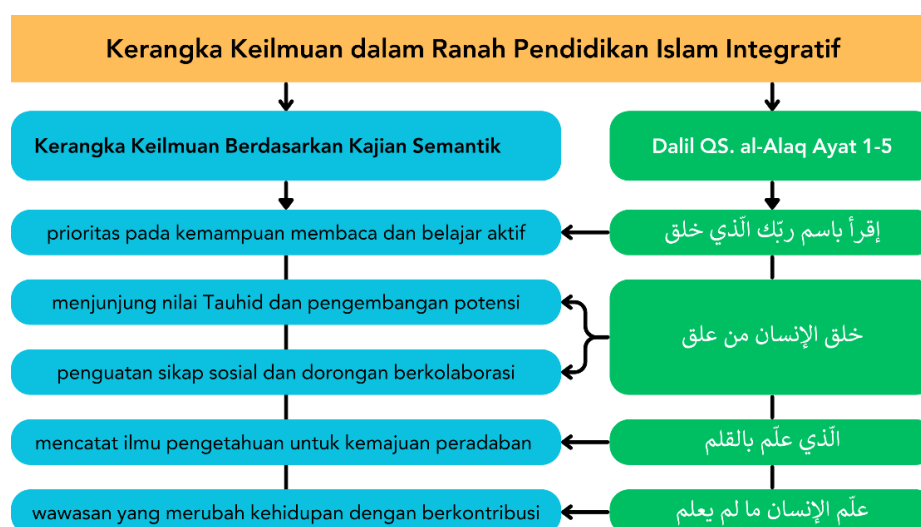 Kerangka Keilmuan dalam Ranah Pendidikan Islam Integratif
Kerangka Keilmuan Berdasarkan Kajian Semantik
Dalil QS. al-Alaq Ayat 1-5
prioritas pada kemampuan membaca dan belajar aktif
إقرأ باسم ربّك الّذي خلق
menjunjung nilai Tauhid dan pengembangan potensi
خلق الإنسان من علق
penguatan sikap sosial dan dorongan berkolaborasi
mencatat ilmu pengetahuan untuk kemajuan peradaban
الّذي علّم بالقلم
wawasan yang merubah kehidupan dengan berkontribusi
علّم الإنسان ما لم يعلم